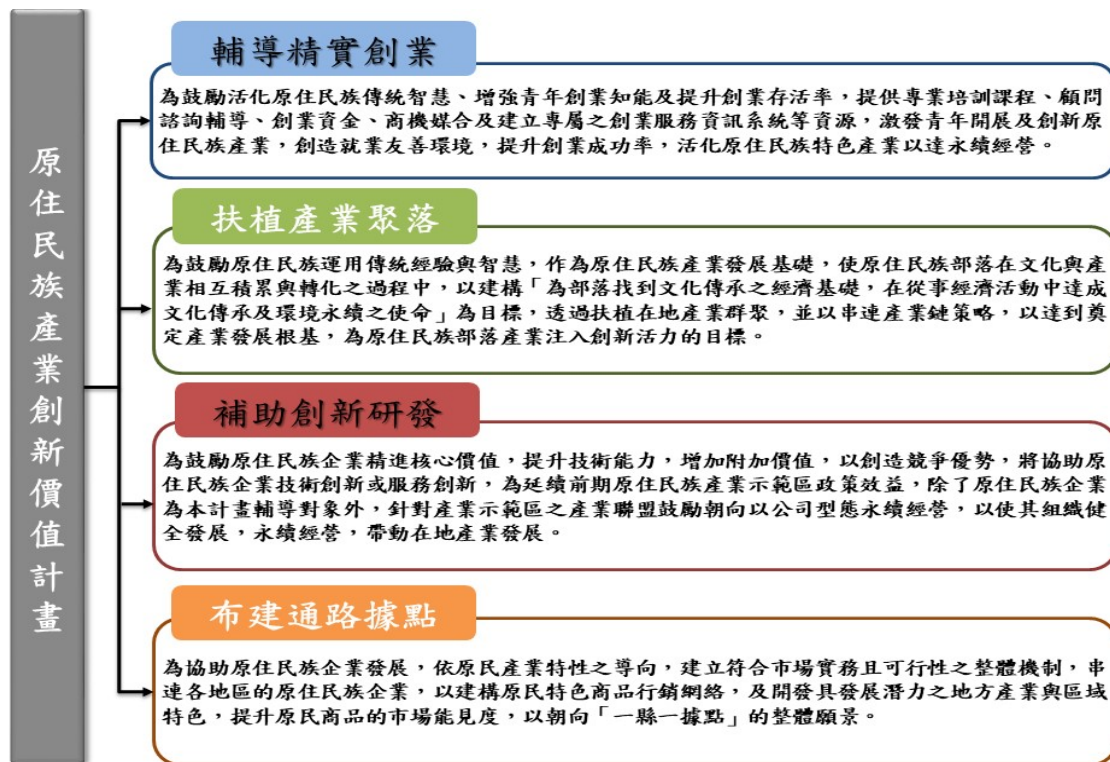 原住民族產業創新價值計畫
輔導精實創業
為鼓勵活化原住民族傳統智慧、增強青年創業知能及提升創業存活率，提供專業培訓課程、顧問
諮詢輔導、創業資金、商機媒合及建立專屬之創業服務資訊系統等資源，激發青年開展及創新原
住民族產業，創造就業友善環境，提升創業成功率，活化原住民族特色產業以達永續經營。
扶植產業聚落
為鼓勵原住民族運用傳統經驗與智慧，作為原住民族產業發展基礎，使原住民族部落在文化與產
業相互積累與轉化之過程中，以建構「為部落找到文化傳承之經濟基礎，在從事經濟活動中達成
文化傳承及環境永續之使命」為目標，透過扶植在地產業群聚，並以串連產業鏈策略，以達到奠
定產業發展根基，為原住民族部落產業注入創新活力的目標。
補助創新研發
為鼓勵原住民族企業精進核心價值，提升技術能力，增加附加價值，以創造競爭優勢，將協助原
住民族企業技術創新或服務創新，為延續前期原住民族產業示範區政策效益，除了原住民族企業
為本計畫輔導對象外，針對產業示範區之產業聯盟鼓勵朝向以公司型態永續經營，以使其組織健
全發展，永續經營，帶動在地產業發展。
布建通路據點
為協助原住民族企業發展，依原民產業特性之導向，建立符合市場實務且可行性之整體機制，串
連各地區的原住民族企業，以建構原民特色商品行銷網絡，及開發具發展潛力之地方產業與區域
特色，提升原民商品的市場能見度，以朝向「一縣一據點」的整體願景。